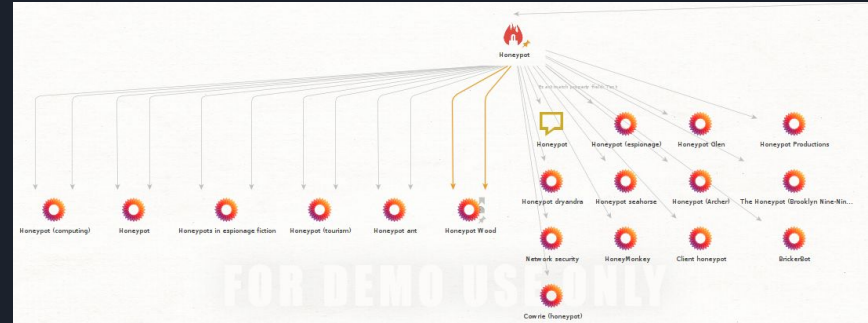 Honeypot
Honeypot
Honeypot (espionage)
Honeypot Glen
Honeypot Productions
Honeypot dryandra
Honeypot seahorse
Honeypot (Archer)
The Honeypot (Brooklyn Nine-Nin...
Honeypot (computing)
Honeypot
Honeypots in espionage fiction
Honeypot (tourism)
Honeypot ant
Honeypot Wood
Network security
HoneyMonkey
Client honeypot
BrickerBot
Cowrie (honeypot)
FOR DEMO USE ONLY